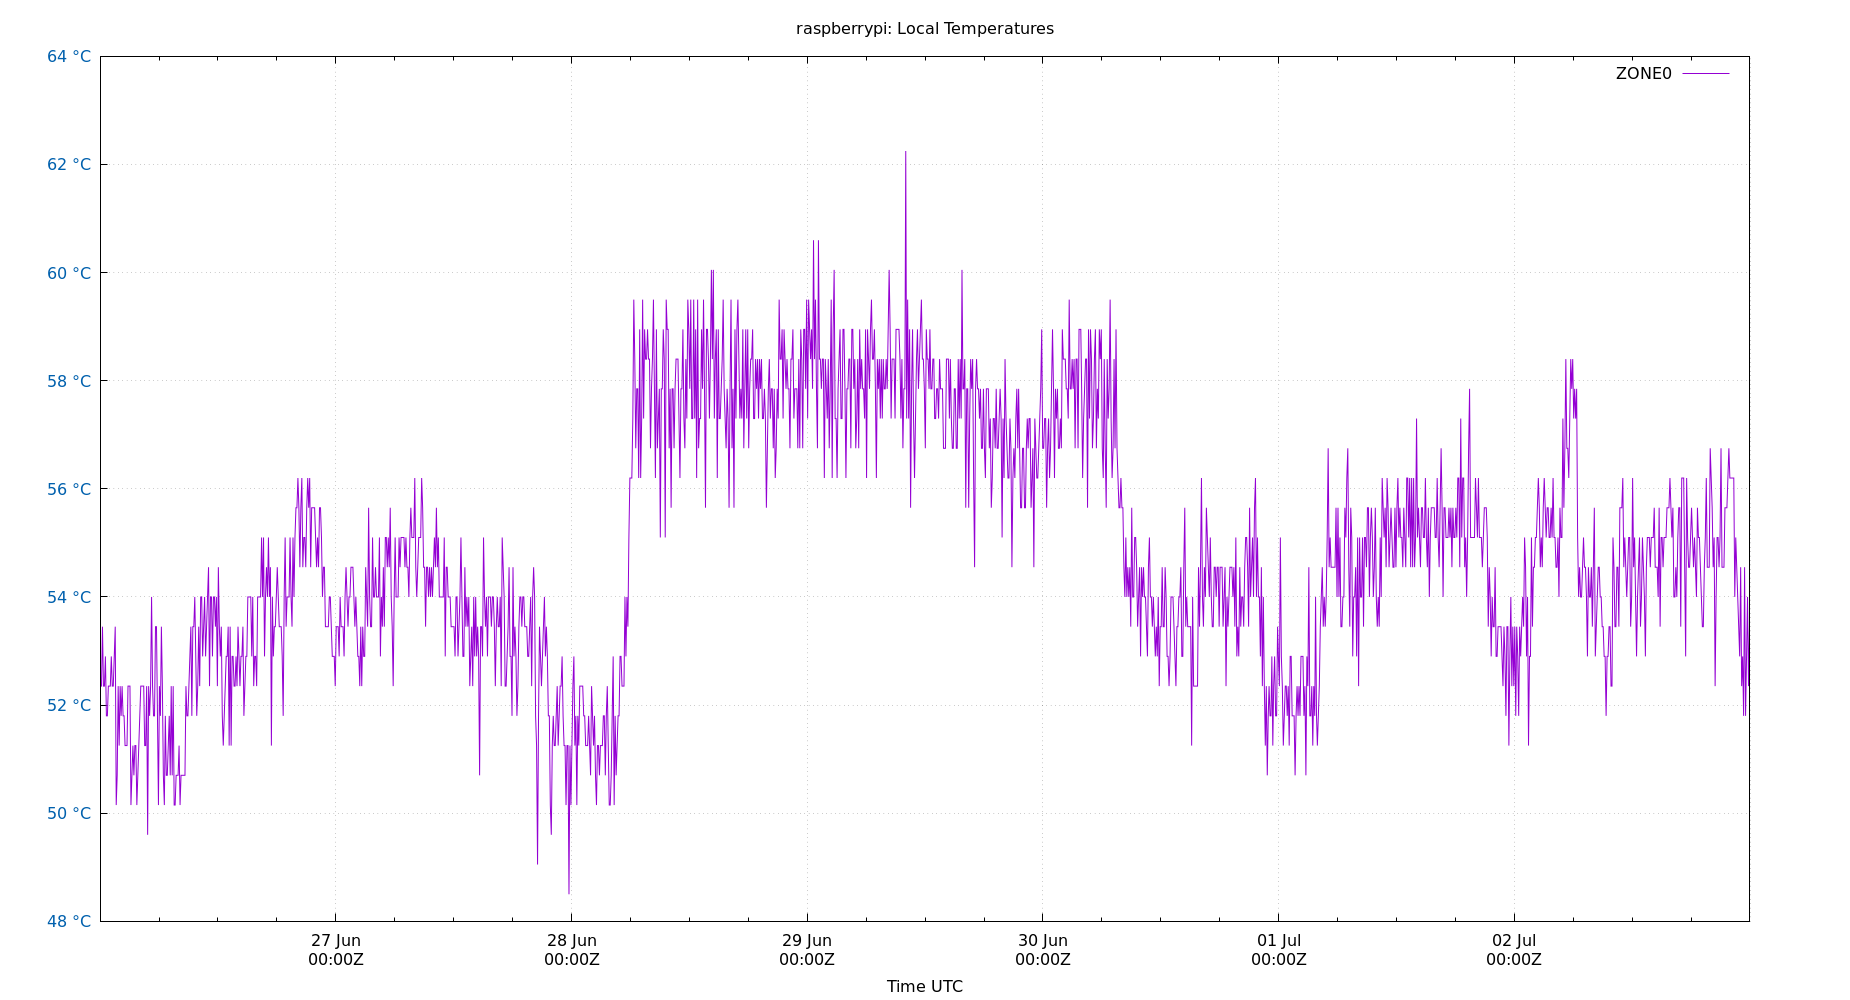 raspberrypi: Local Temperatures
64 °C
ZONE0
62 °C
60 °C
58 °C
56 °C
54 °C
52 °C
50 °C
48 °C
27 Jun 28 Jun 29 Jun 30 Jun 01 Jul 02 Jul
00:00Z 00:00Z 00:00Z 00:00Z 00:00Z 00:00Z
Time UTC